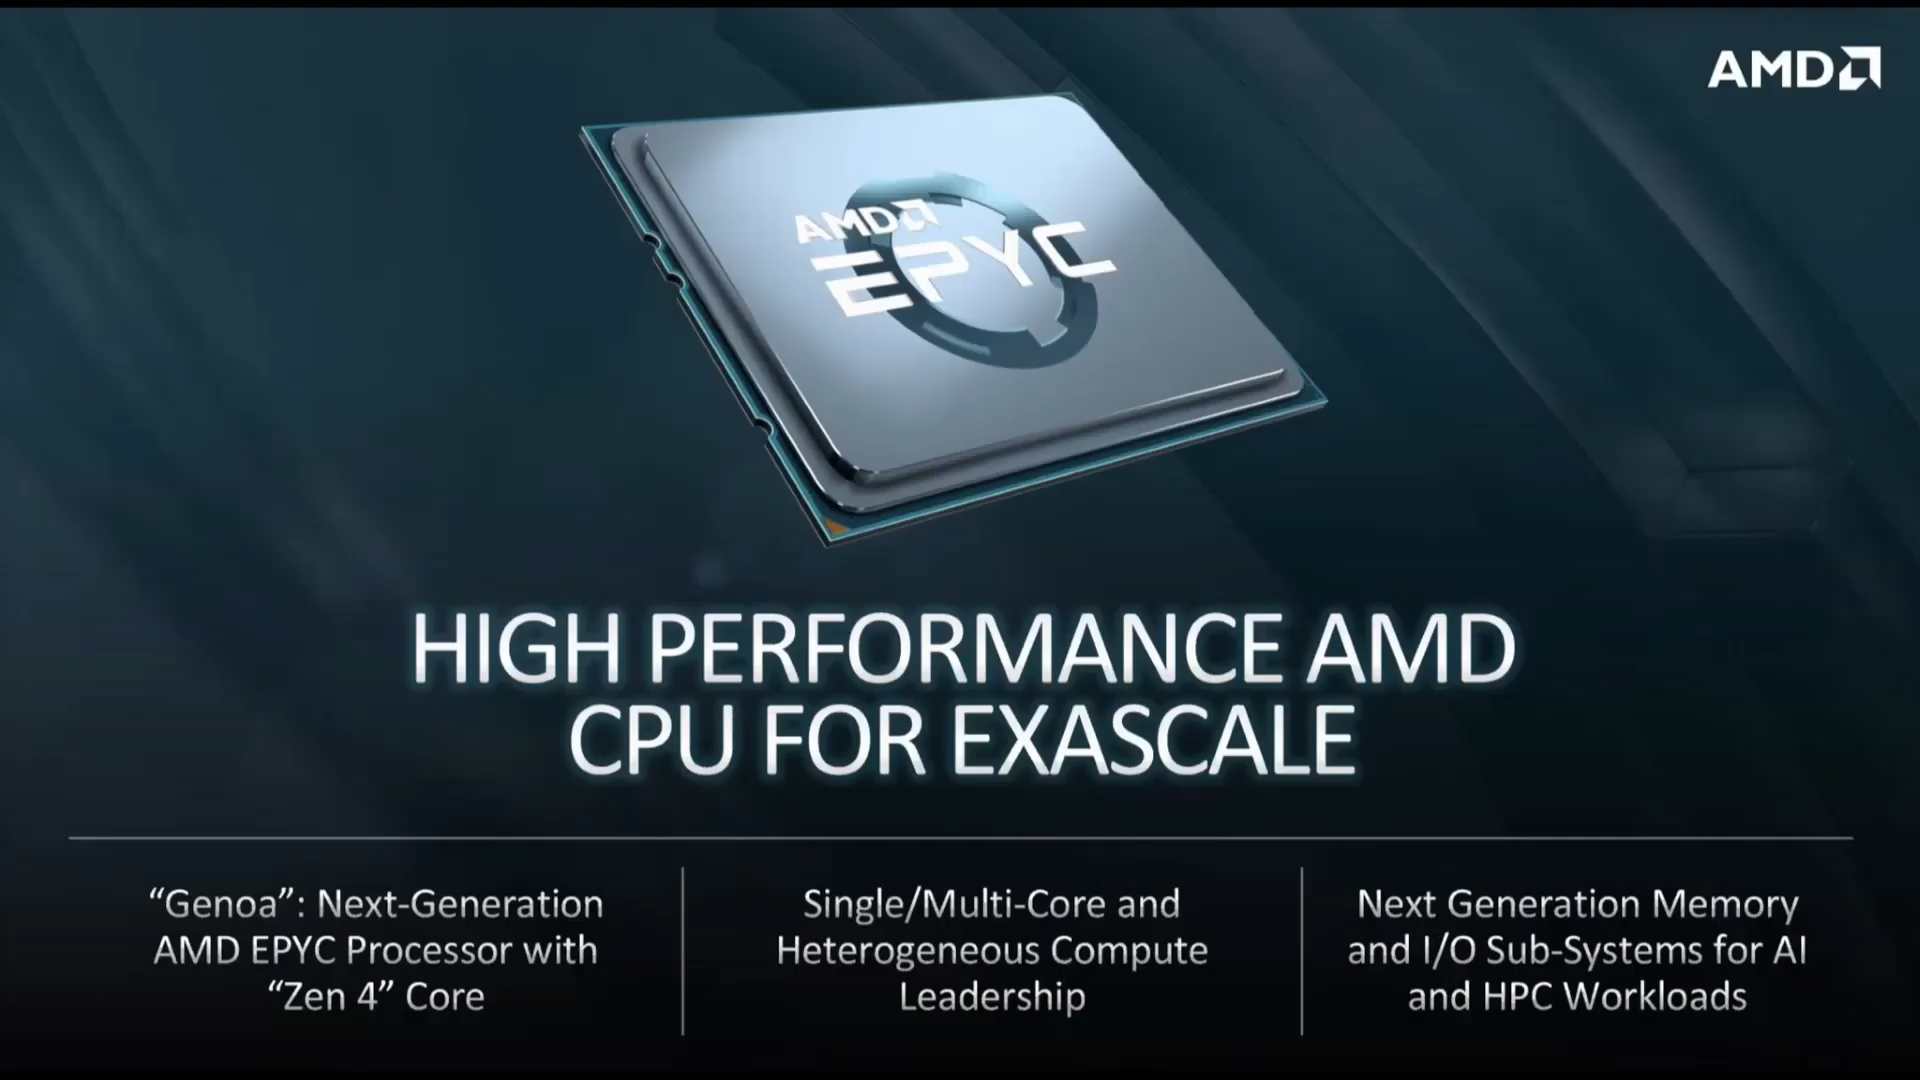 AMD
AMD
EPYC
HIGH PERFORMANCE AMD
CPU FOR EXASCALE
“Genoa”: Next-Generation
AMD EPYC Processor with
“Zen 4” Core
Single/Multi-Core and
Heterogeneous Compute
Leadership
Next Generation Memory
and I/O Sub-Systems for AI
and HPC Workloads